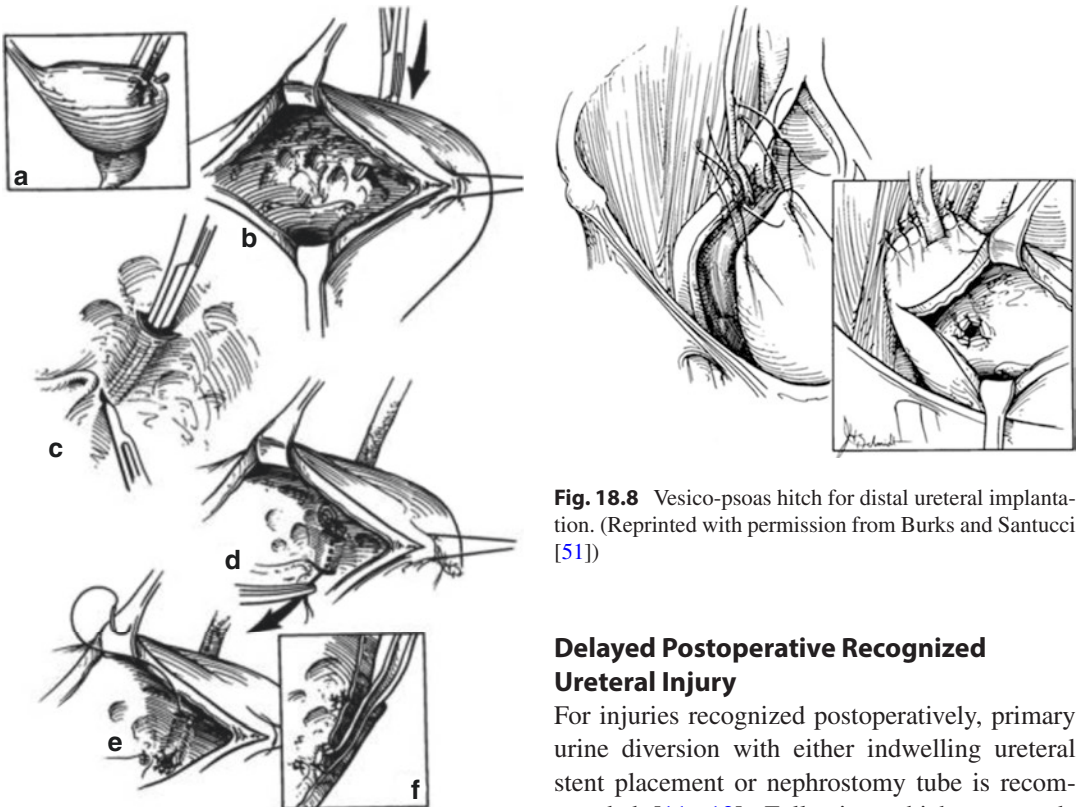 a
b
c
d
e
f
Fig. 18.8 Vesico-psoas hitch for distal ureteral implanta-
tion. (Reprinted with permission from Burks and Santucci
[51])
Delayed Postoperative Recognized
Ureteral Injury
For injuries recognized postoperatively, primary
urine diversion with either indwelling ureteral
stent placement or nephrostomy tube is recom-